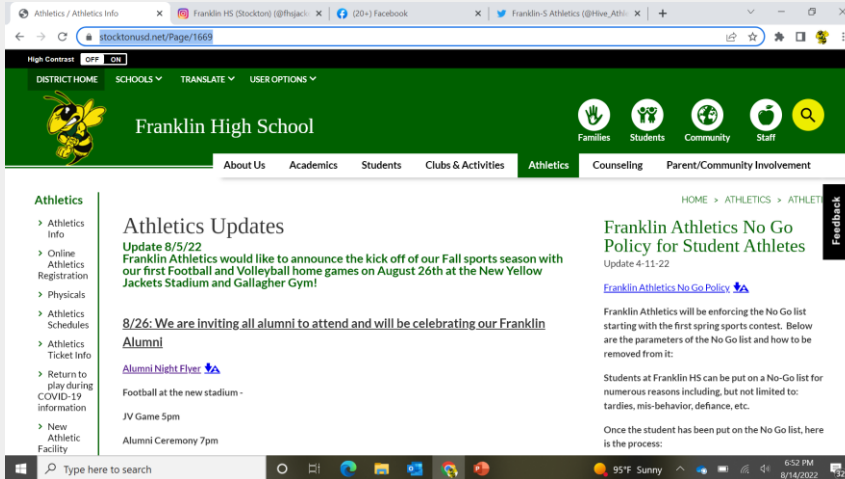 Athletics / Athletics Info
Franklin HS (Stockton) (@fhsjack
(20+) Facebook
Franklin-S Athletics (@Hive_Athl
stocktonusd.net/Page/1669
High Contrast OFF ON
DISTRICT HOME SCHOOLS TRANSLATE USER OPTIONS
Franklin High School
Families Students Community Staff
About Us Academics Students Clubs & Activities Athletics Counseling Parent/Community Involvement
Feedback
Athletics
> Athletics
Info
> Online
Athletics
Registration
> Physicals
> Athletics
Schedules
> Athletics
Ticket Info
> Return to
play during
COVID-19
information
> New
Athletic
Facility
Athletics Updates
Update 8/5/22
Franklin Athletics would like to announce the kick off of our Fall sports season with
our first Football and Volleyball home games on August 26th at the New Yellow
Jackets Stadium and Gallagher Gym!
8/26: We are inviting all alumni to attend and will be celebrating our Franklin
Alumni
Alumni Night Flyer
Football at the new stadium -
JV Game 5pm
Alumni Ceremony 7pm
HOME > ATHLETICS > ATHLETI
Franklin Athletics No Go
Policy for Student Athletes
Update 4-11-22
Franklin Athletics No Go Policy
Franklin Athletics will be enforcing the No Go list
starting with the first spring sports contest. Below
are the parameters of the No Go list and how to be
removed from it:
Students at Franklin HS can be put on a No-Go list for
numerous reasons including, but not limited to:
tardies, mis-behavior, defiance, etc.
Once the student has been put on the No Go list, here
is the process:
Type here to search
95°F Sunny
6:52 PM
8/14/2022
32